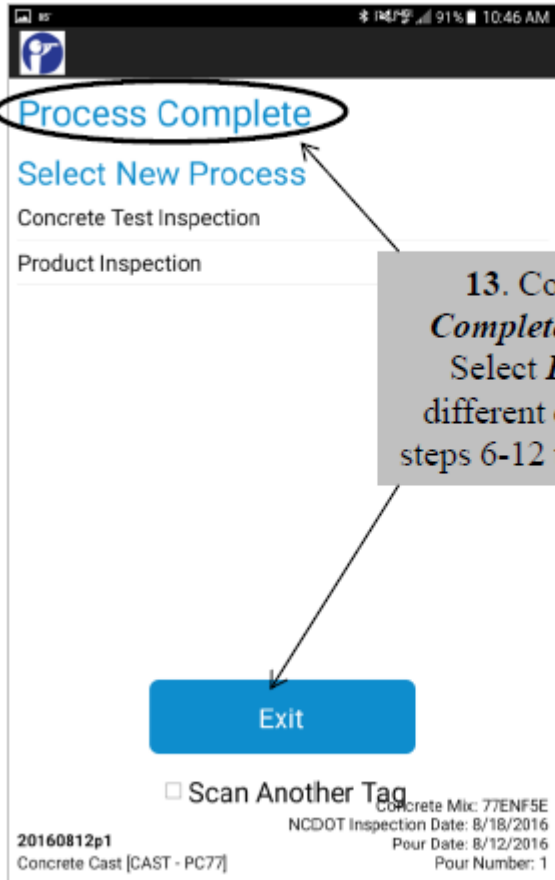 91% 10:46 AM
Process Complete
Select New Process
Concrete Test Inspection
Product Inspection
13. Co
Complet
Select
different
steps 6-12
Exit
Scan Another Tag
Concrete Mix: 77ENF5E
NCDOT Inspection Date: 8/18/2016
20160812p1
Pour Date: 8/12/2016
Concrete Cast [CAST - PC77]
Pour Number: 1